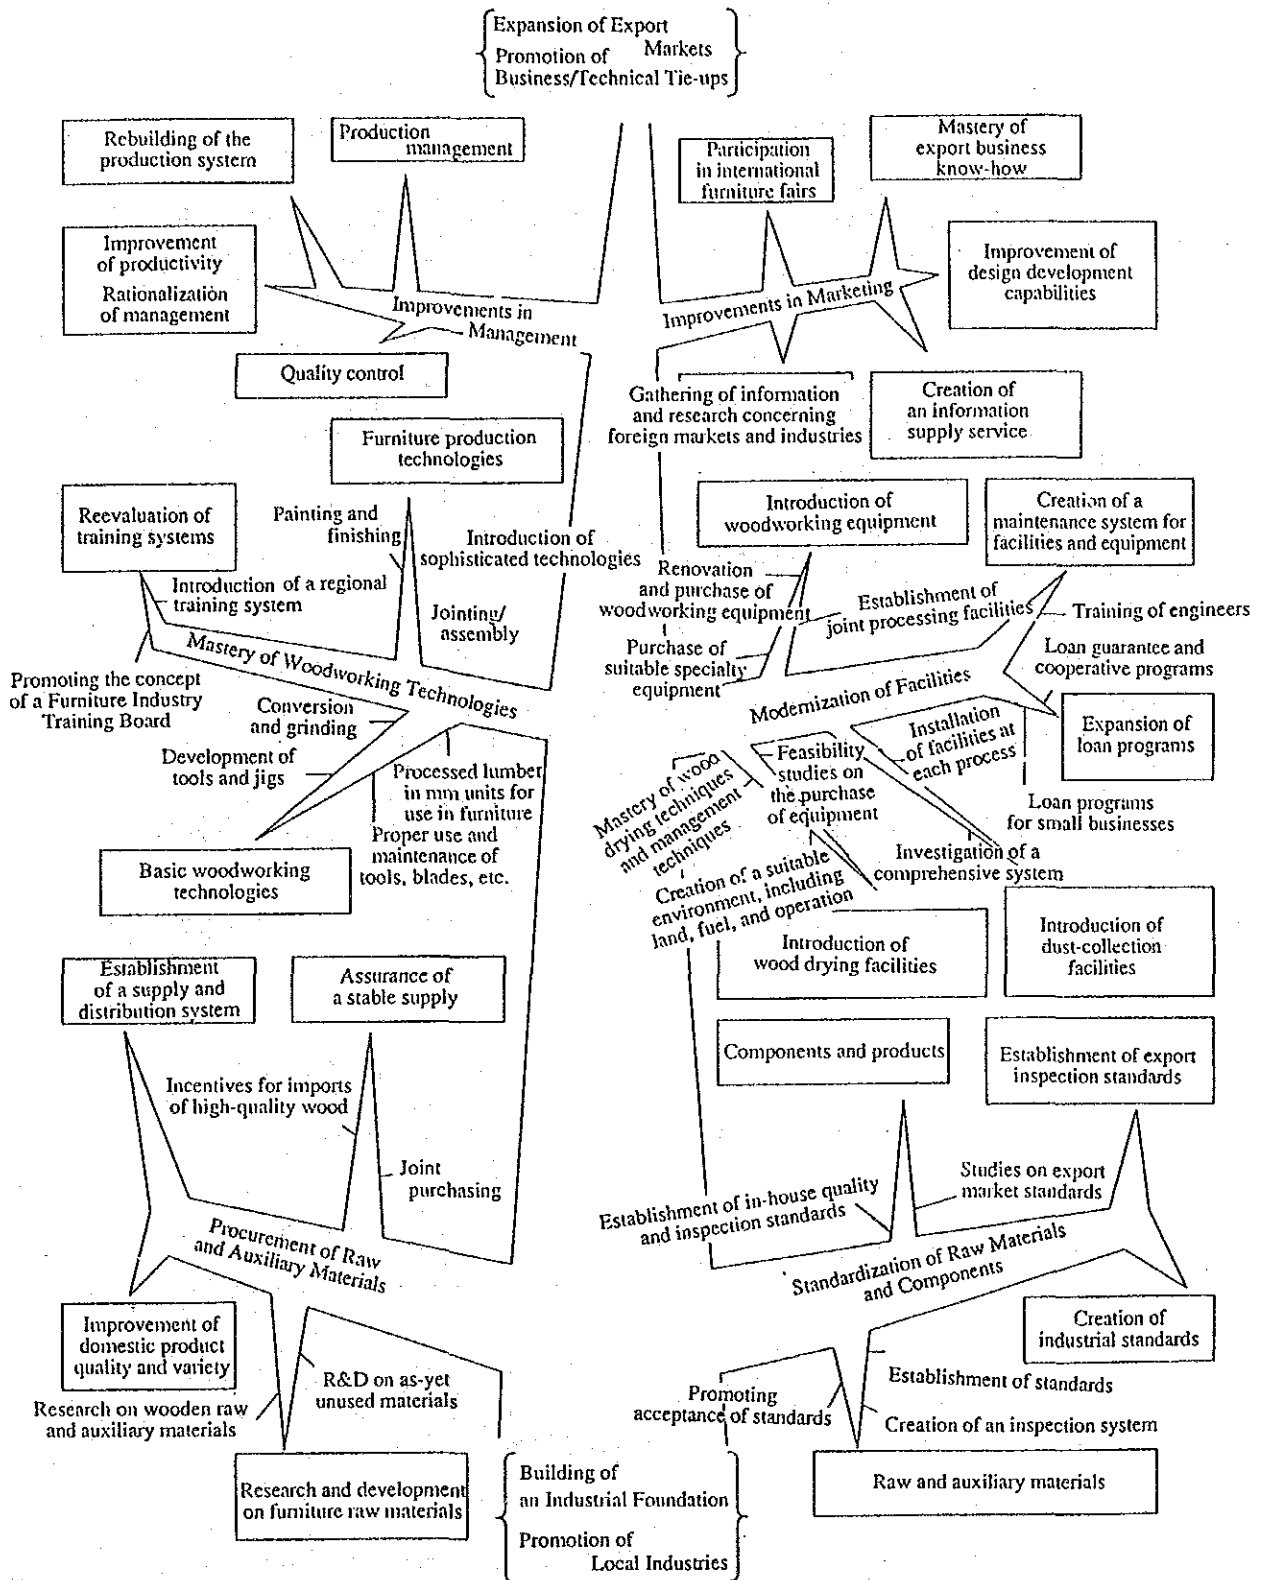 Expansion of Export
Markets
Promotion of
Business/Technical Tie-ups
Rebuilding of the
production system
Production
management
Participation
in international
furniture fairs
Mastery of
export business
know-how
Improvement
of productivity
Rationalization
of management
Improvements in
Management
Improvements in Marketing
Improvement of
design development
capabilities
Quality control
Gathering of information
and research concerning
foreign markets and industries
Creation of
an information
supply service
Furniture production
technologies
Reevaluation of
training systems
Painting and
finishing
Introduction of
sophisticated technologies
Introduction of a regional
training system
Jointing/
assembly
Mastery of Woodworking Technologies
Promoting the concept
of a Furniture Industry
Training Board
Conversion
and grinding
Development of
tools and jigs
Processed lumber
in mm units for
use in furniture
Proper use and
maintenance of
tools, blades, etc.
Basic woodworking
technologies
Introduction of
woodworking equipment
Creation of a
maintenance system for
facilities and equipment
Renovation
and purchase of
woodworking equipment
Establishment of
joint processing facilities
Training of engineers
Purchase of
suitable specialty
equipment
Loan guarantee and
cooperative programs
Modernization of Facilities
Expansion of
loan programs
Installation
of facilities at
each process
Feasibility
studies on
the purchase
of equipment
Mastery of wood
drying techniques
and management
techniques
Loan programs
for small businesses
Investigation of a
comprehensive system
Creation of a suitable
environment, including
land, fuel, and operation
Introduction of
wood drying facilities
Introduction of
dust-collection
facilities
Establishment
of a supply and
distribution system
Assurance of
a stable supply
Components and products
Establishment of export
inspection standards
Incentives for imports
of high-quality wood
Joint
purchasing
Studies on export
market standards
Establishment of in-house quality
and inspection standards
Procurement of Raw
and Auxiliary Materials
Standardization of Raw Materials
and Components
Improvement of
domestic product
quality and variety
Creation of
industrial standards
R&D on as-yet
unused materials
Research on wooden raw
and auxiliary materials
Establishment of standards
Promoting
acceptance of standards
Creation of an inspection system
Research and development
on furniture raw materials
Building of
an Industrial Foundation
Promotion of
Local Industries
Raw and auxiliary materials